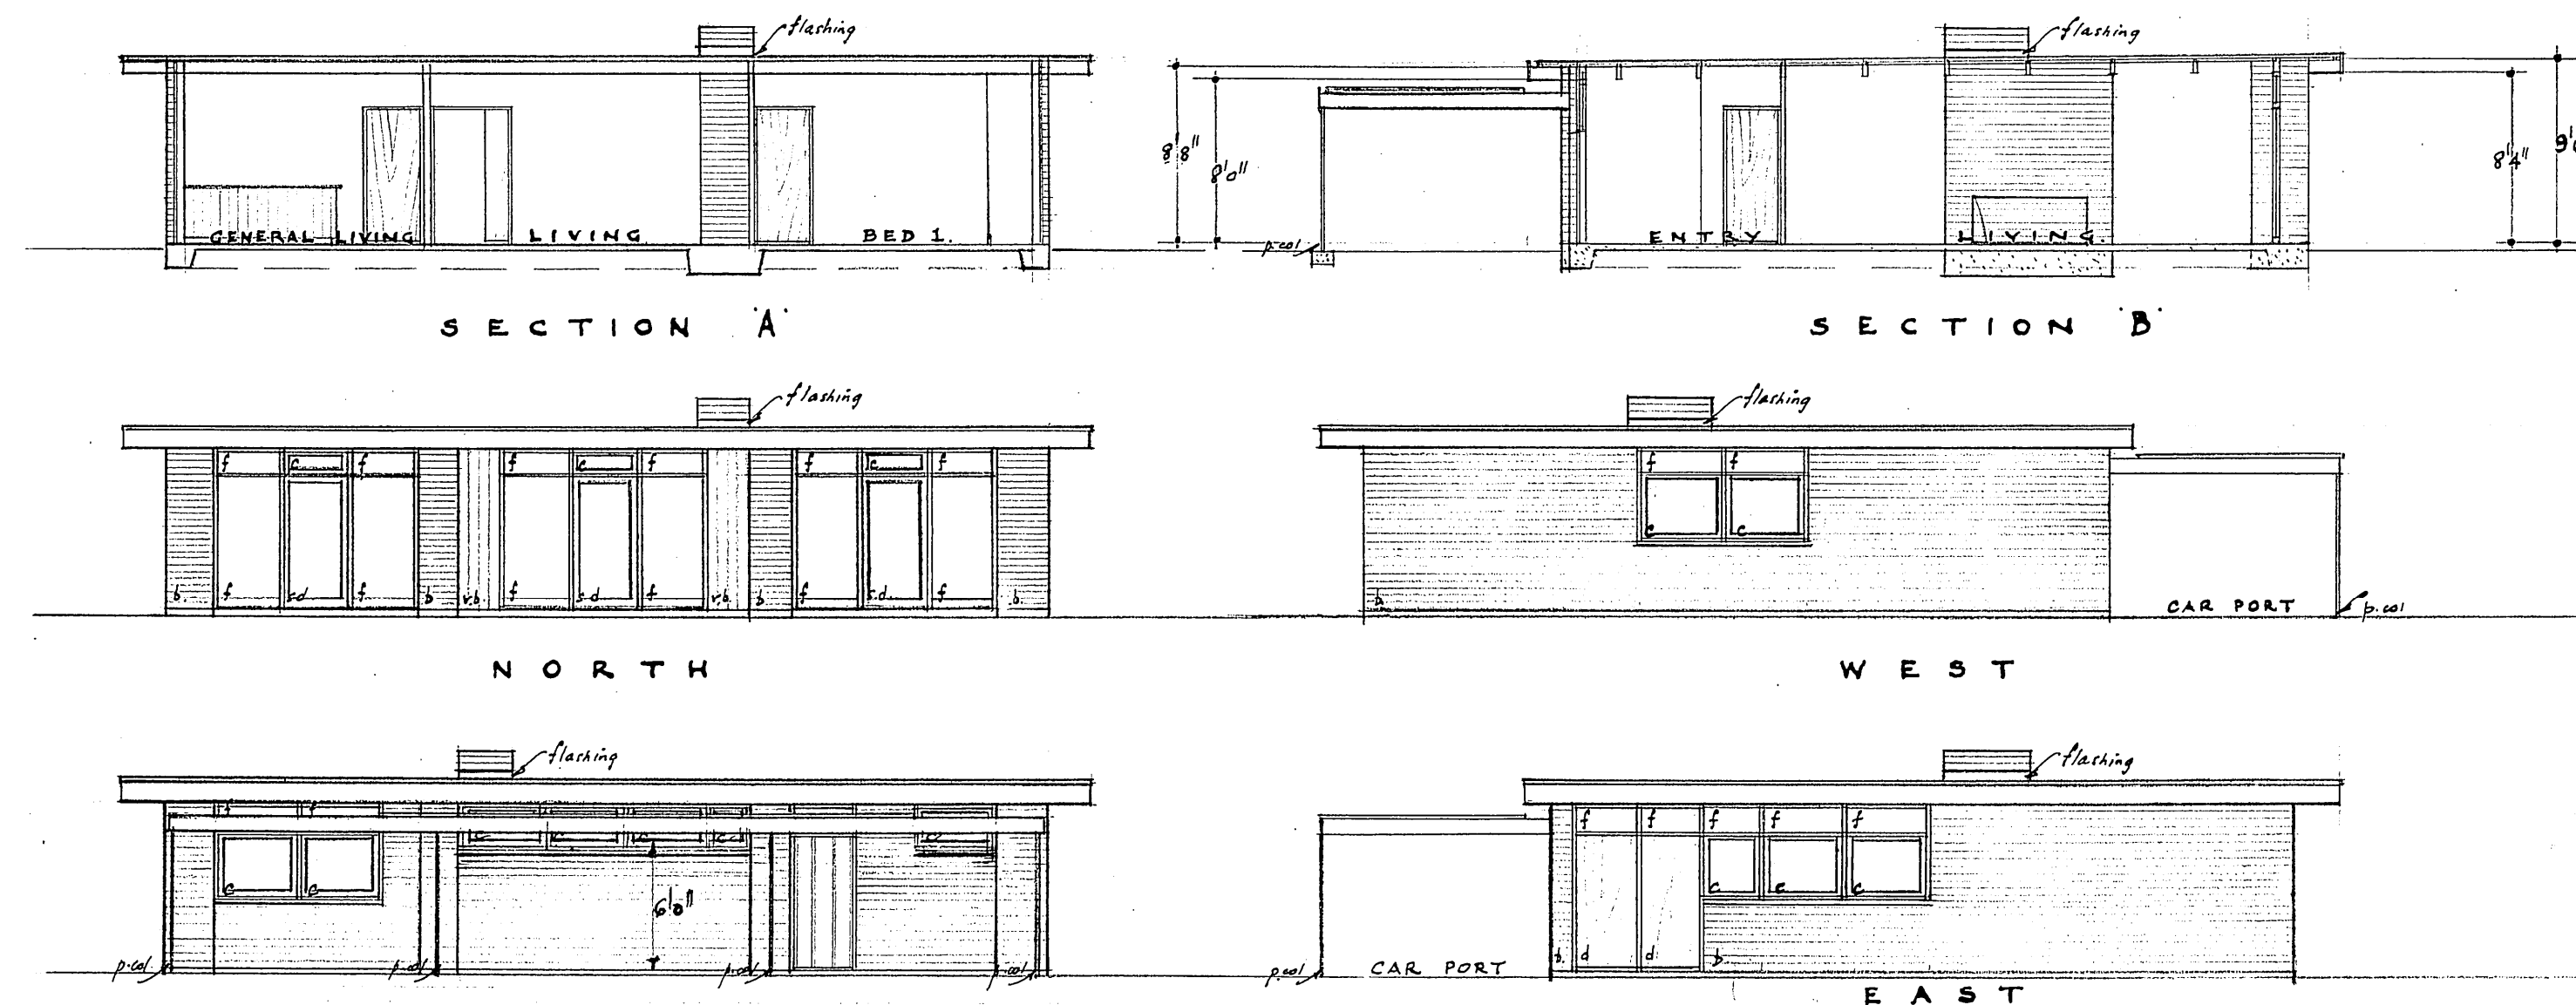 flashing
flashing
8'8"
8'0"
8'4"
GENERAL LIVING
LIVING
BED 1.
p.col
ENTRY
LIVING.
SECTION 'A'
SECTION 'B'
flashing
flashing
f c f f c f f c f
f f
c c
b. f s.d f b v.b. f s.d f v.b. b f s.d f b.
b.
CAR PORT
p.col
NORTH
WEST
flashing
flashing
f f
f f f f f
c c c c c
c c
c c c
6'0"
p.col
p.col
p.col
p.col
p.col
CAR PORT
b d d b
EAST